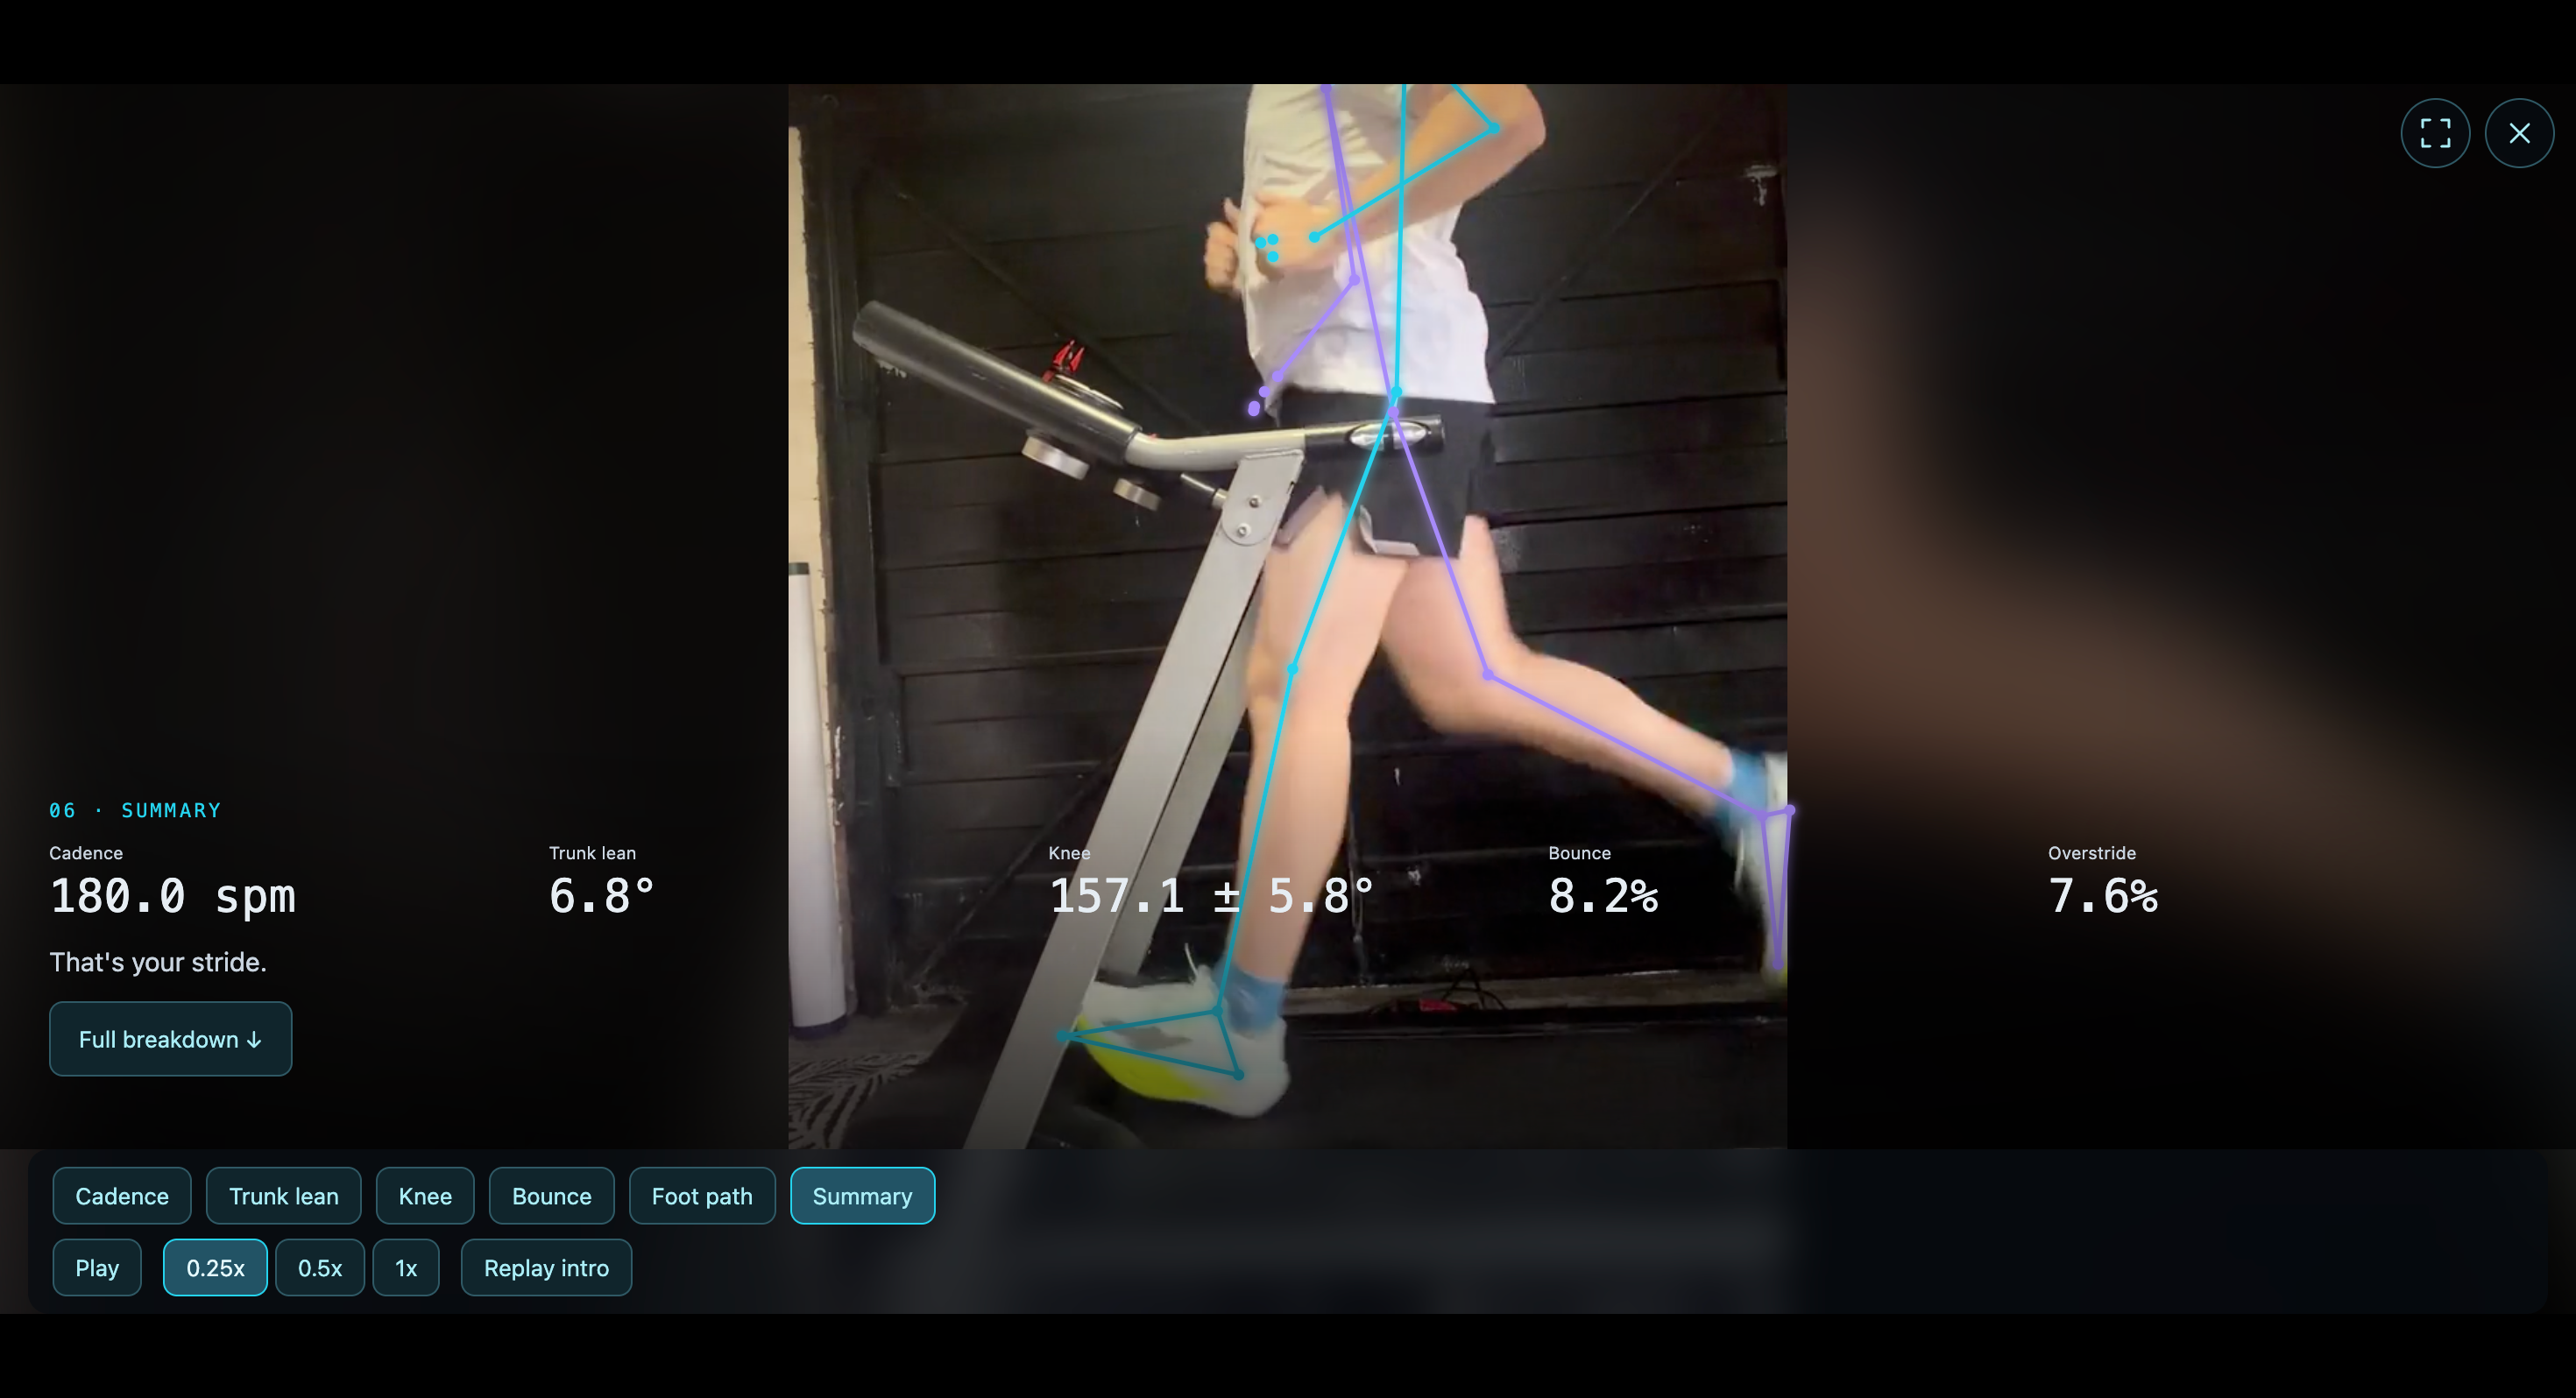 06 · SUMMARY
Cadence
180.0 spm
Trunk lean
6.8°
Knee
157.1 ± 5.8°
Bounce
8.2%
Overstride
7.6%
That's your stride.
Full breakdown ↓
Cadence
Trunk lean
Knee
Bounce
Foot path
Summary
Play
0.25x
0.5x
1x
Replay intro